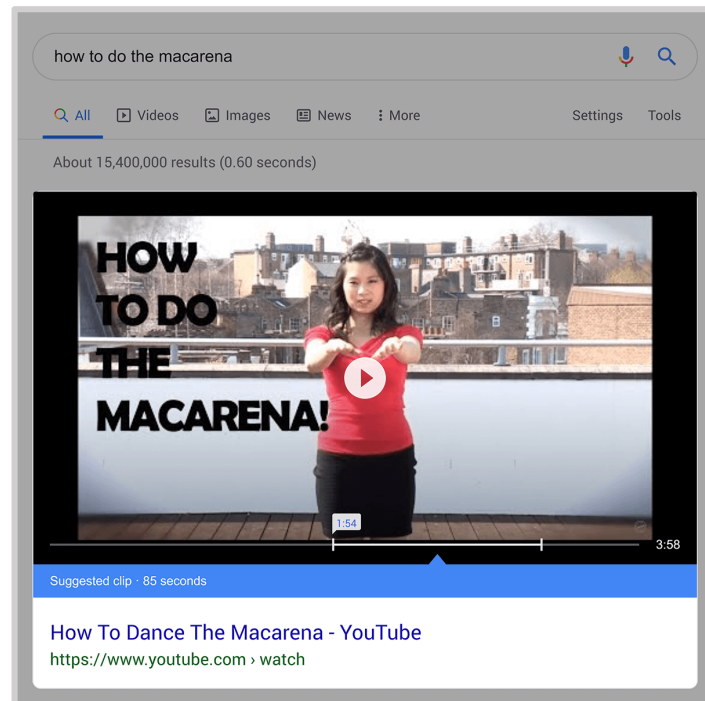 how to do the macarena
All Videos Images News More Settings Tools
About 15,400,000 results (0.60 seconds)
HOW
TO DO
THE
MACARENA!
1:54
3:58
Suggested clip · 85 seconds
How To Dance The Macarena - YouTube
https://www.youtube.com › watch